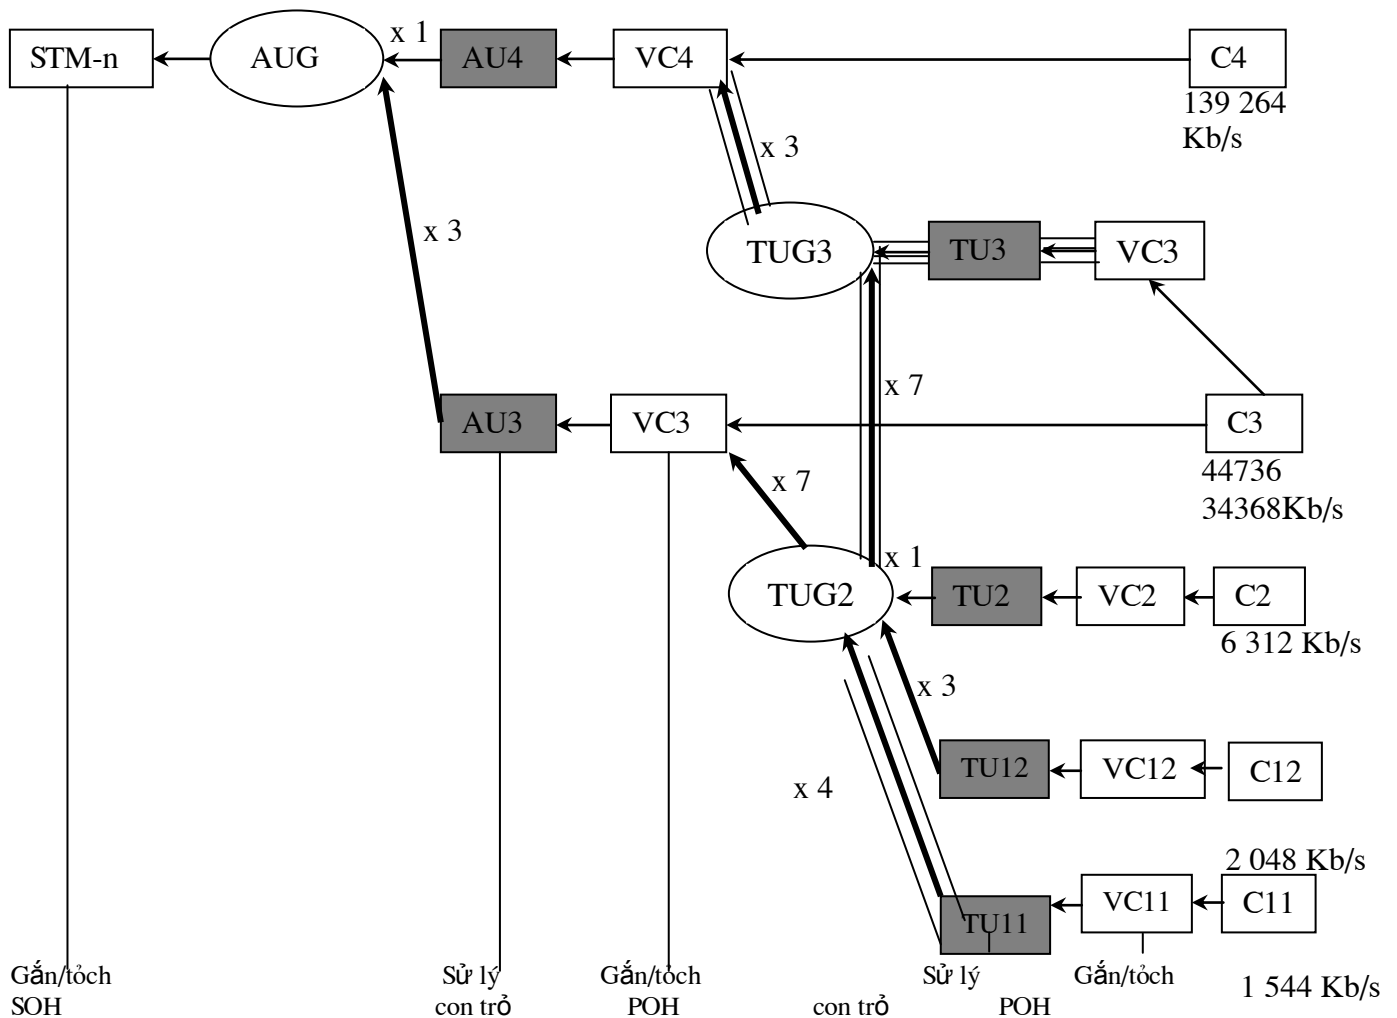 STM-n AUG x 1 AU4 VC4 C4
139 264
Kb/s
x 3
x 3
TUG3 TU3 VC3
x 7
AU3 VC3 C3
x 7
44736
34368Kb/s
x 1
TUG2 TU2 VC2 C2
6 312 Kb/s
x 3
TU12 VC12 C12
x 4
2 048 Kb/s
TU11 VC11 C11
Gắn/tỏch Sử lý Gắn/tỏch Sử lý Gắn/tỏch
1 544 Kb/s
SOH con trỏ POH con trỏ POH